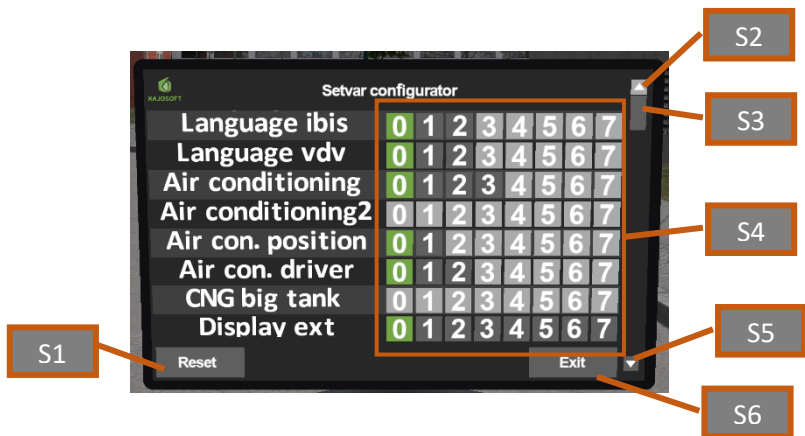 S2
KAJOSOFT
Setvar configurator
S3
Language ibis 0 1 2 3 4 5 6 7
Language vdv 0 1 2 3 4 5 6 7
Air conditioning 0 1 2 3 4 5 6 7
Air conditioning2 0 1 2 3 4 5 6 7
S4
Air con. position 0 1 2 3 4 5 6 7
Air con. driver 0 1 2 3 4 5 6 7
CNG big tank 0 1 2 3 4 5 6 7
Display ext 0 1 2 3 4 5 6 7
S5
S1
Reset Exit
S6